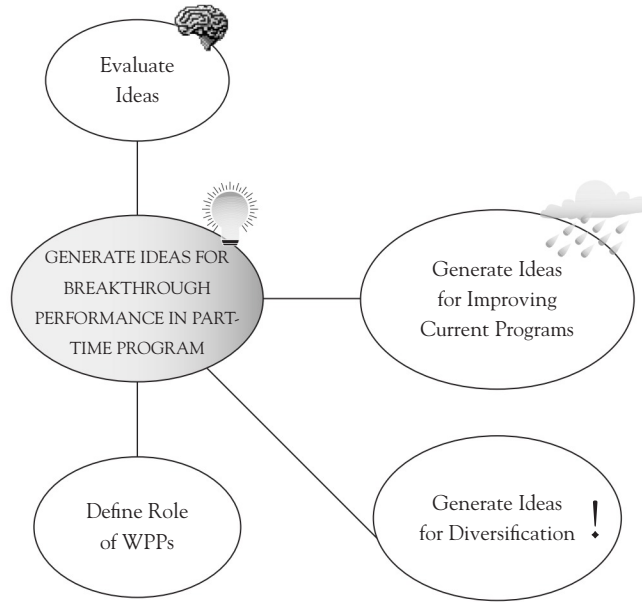 Evaluate
Ideas
GENERATE IDEAS FOR
BREAKTHROUGH
PERFORMANCE IN PART-
TIME PROGRAM
Generate Ideas
for Improving
Current Programs
Define Role
of WPPs
Generate Ideas
for Diversification
!